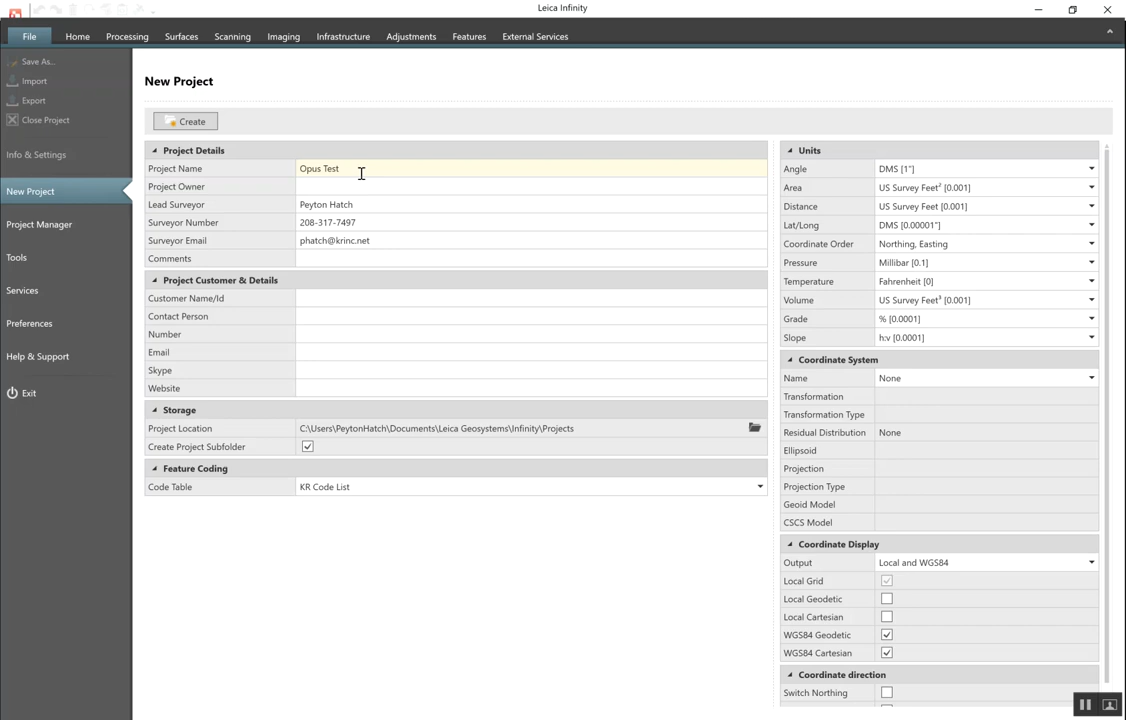 Leica Infinity
File Home Processing Surfaces Scanning Imaging Infrastructure Adjustments Features External Services
Save As...
Import
Export
Close Project
Info & Settings
New Project
Project Manager
Tools
Services
Preferences
Help & Support
Exit
New Project
Create
Project Details
Project Name Opus Test
Project Owner
Lead Surveyor Peyton Hatch
Surveyor Number 208-317-7497
Surveyor Email phatch@krinc.net
Comments
Project Customer & Details
Customer Name/Id
Contact Person
Number
Email
Skype
Website
Storage
Project Location C:\Users\PeytonHatch\Documents\Leica Geosystems\Infinity\Projects
Create Project Subfolder
Feature Coding
Code Table KR Code List
Units
Angle DMS [1"]
Area US Survey Feet² [0.001]
Distance US Survey Feet [0.001]
Lat/Long DMS [0.00001"]
Coordinate Order Northing, Easting
Pressure Millibar [0.1]
Temperature Fahrenheit [0]
Volume US Survey Feet³ [0.001]
Grade % [0.0001]
Slope h:v [0.0001]
Coordinate System
Name None
Transformation
Transformation Type
Residual Distribution None
Ellipsoid
Projection
Projection Type
Geoid Model
CSCS Model
Coordinate Display
Output Local and WGS84
Local Grid
Local Geodetic
Local Cartesian
WGS84 Geodetic
WGS84 Cartesian
Coordinate direction
Switch Northing